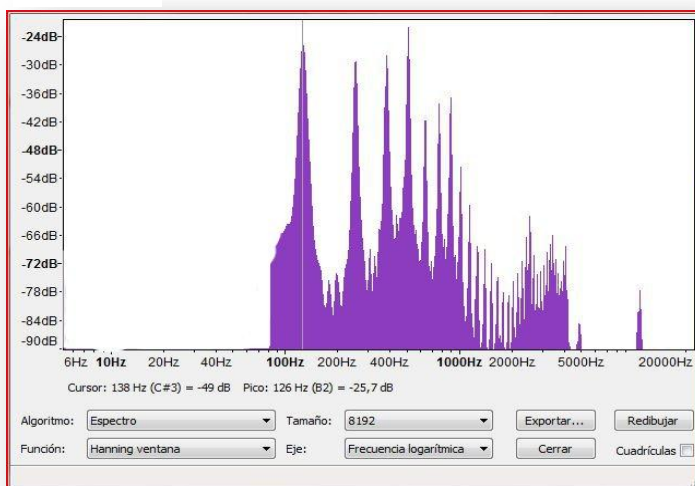 -24dB-
-30dB-
-36dB-
-42dB-
-48dB-
-54dB-
-60dB-
-66dB-
-72dB-
-78dB-
-84dB-
-90dB-
6Hz 10Hz 20Hz 40Hz 100Hz 200Hz 400Hz 1000Hz 2000Hz 5000Hz 20000Hz
Cursor: 138 Hz (C#3) = -49 dB Pico: 126 Hz (B2) = -25,7 dB
Algoritmo: Espectro Tamaño: 8192 Exportar... Redibujar
Función: Hanning ventana Eje: Frecuencia logarítmica Cerrar Cuadrículas